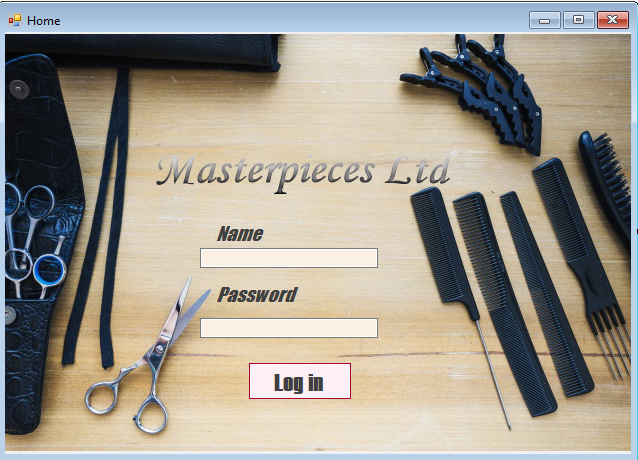 Home
Masterpieces Ltd
Name
Password
Log in